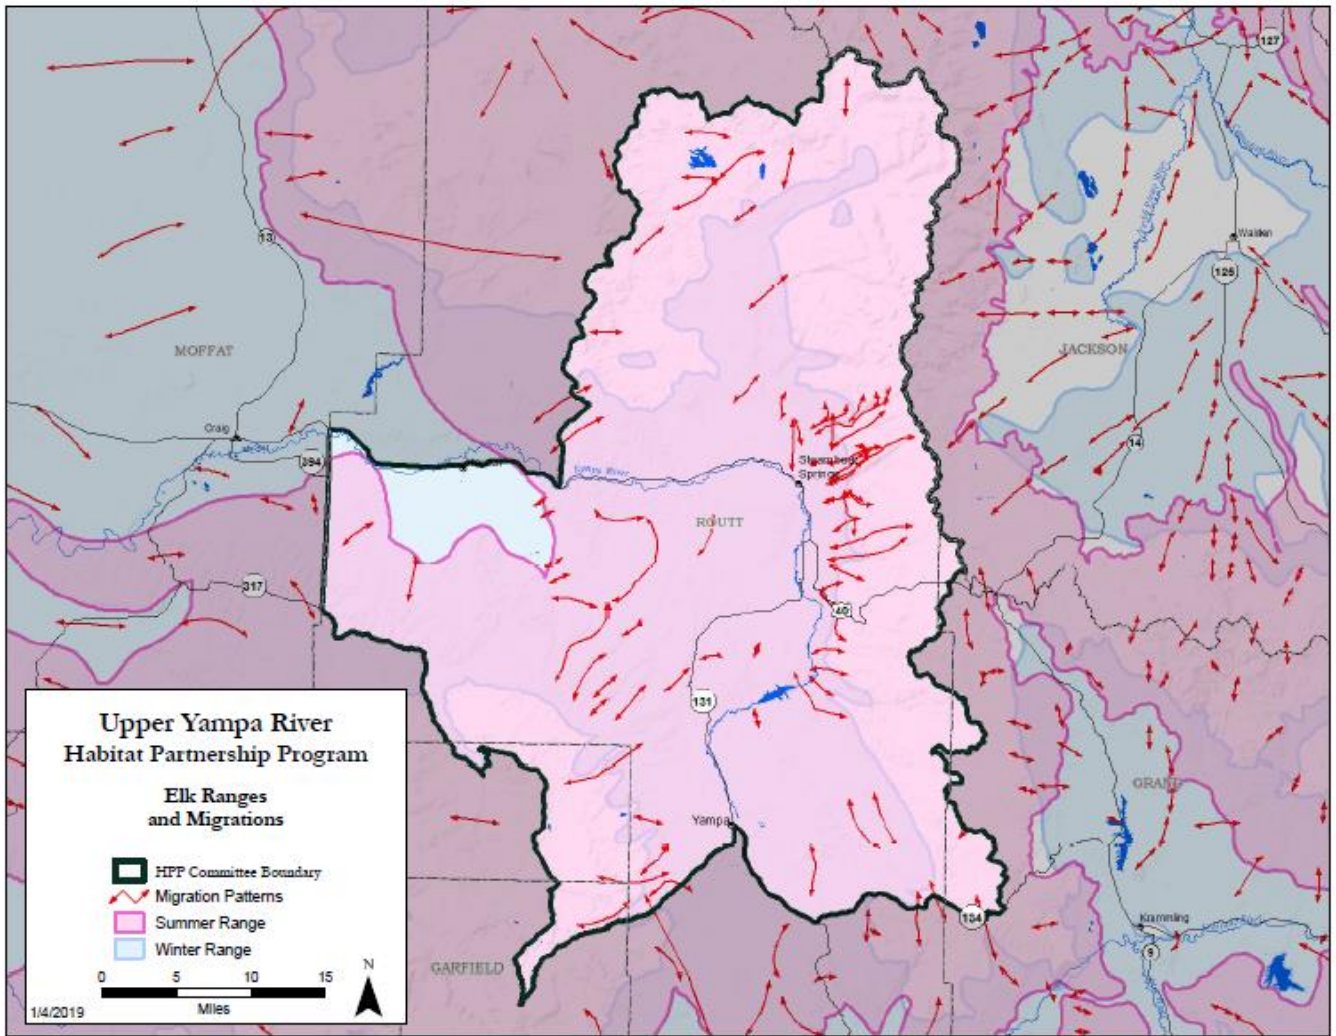 127
13
Walden
125
MOFFAT
JACKSON
Craig
14
394
Yampa River
Steamboat
Springs
ROUTT
317
40
131
Upper Yampa River
Habitat Partnership Program
Elk Ranges
and Migrations
GRAND
Yampa
HPP Committee Boundary
Migration Patterns
Summer Range
Winter Range
134
Kremmling
9
GARFIELD
0 5 10 15
Miles
N
1/4/2019